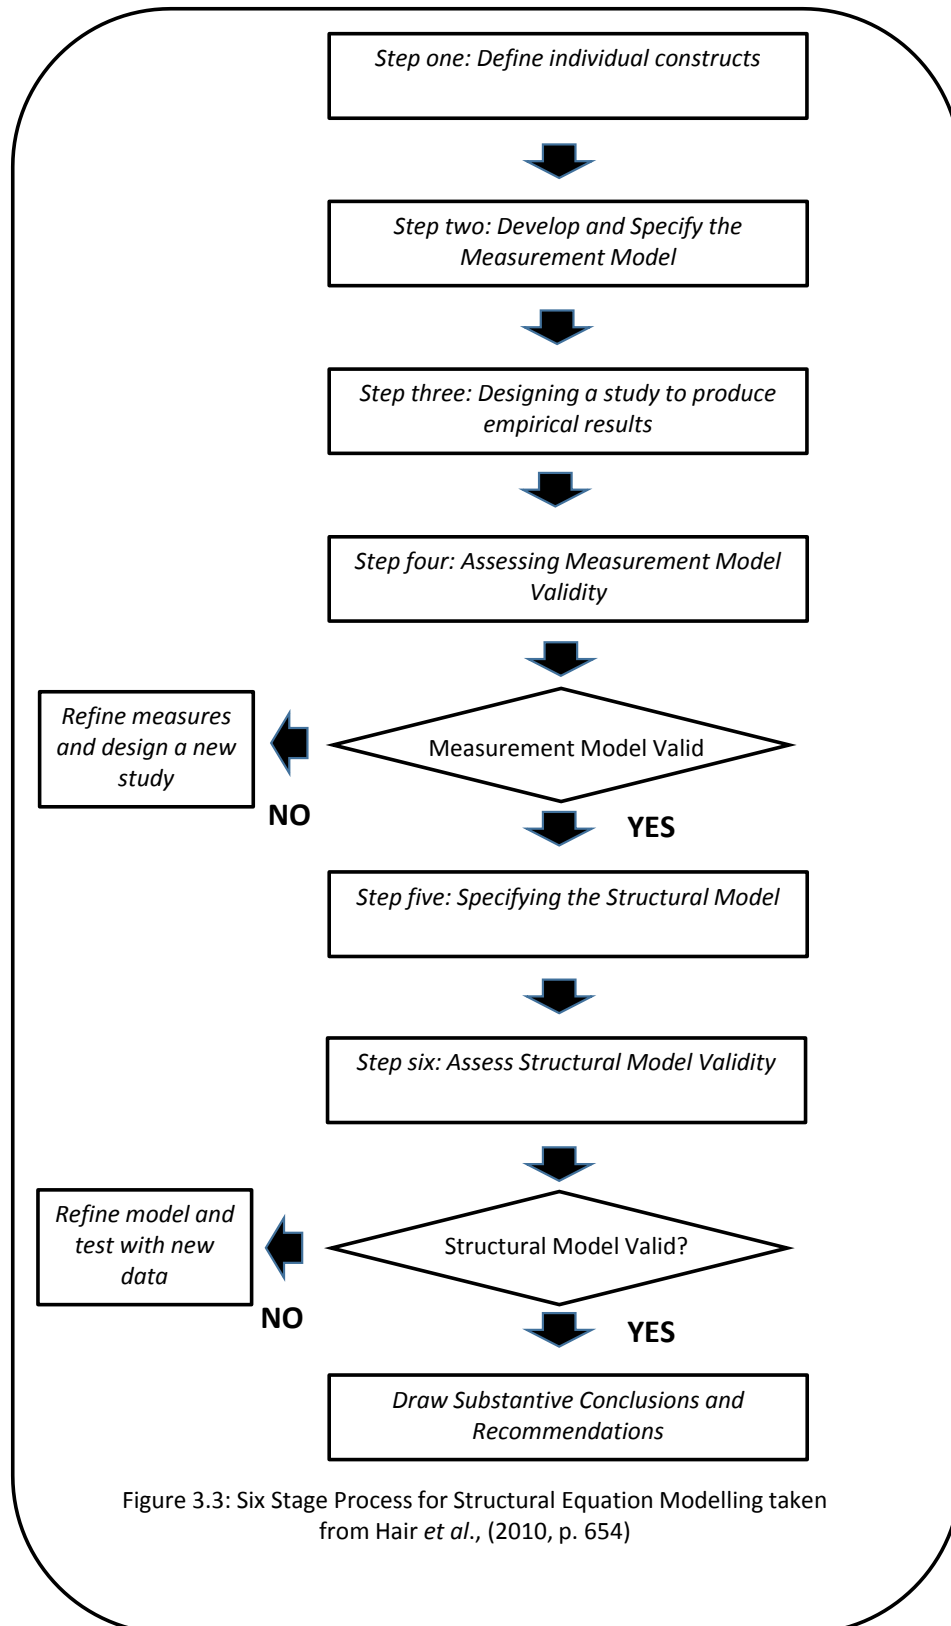 Step one: Define individual constructs
Step two: Develop and Specify the
Measurement Model
Step three: Designing a study to produce
empirical results
Step four: Assessing Measurement Model
Validity
Refine measures
and design a new
study
Measurement Model Valid
NO
YES
Step five: Specifying the Structural Model
Step six: Assess Structural Model Validity
Refine model and
test with new
data
Structural Model Valid?
NO
YES
Draw Substantive Conclusions and
Recommendations
Figure 3.3: Six Stage Process for Structural Equation Modelling taken
from Hair et al., (2010, p. 654)